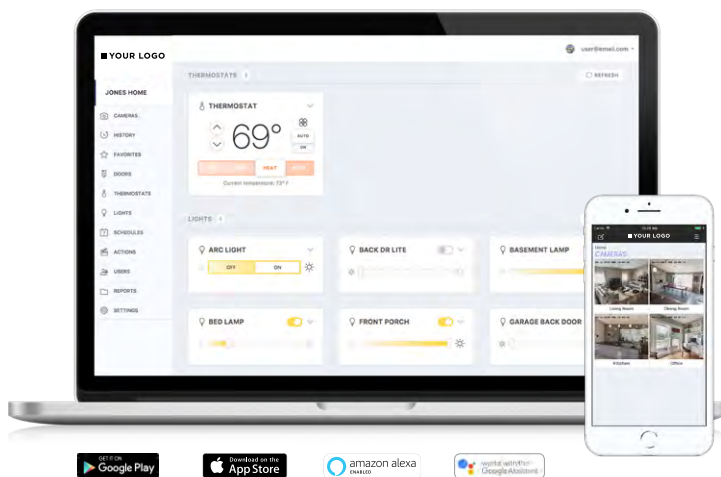 YOUR LOGO
user@email.com
JONES HOME
THERMOSTATS
REFRESH
CAMERAS
HISTORY
FAVORITES
DOORS
THERMOSTATS
LIGHTS
SCHEDULES
ACTIONS
USERS
REPORTS
SETTINGS
THERMOSTAT
69°
AUTO
ON
HEAT
Current temperature: 73° F
LIGHTS
ARC LIGHT
OFF ON
BACK DR LITE
BASEMENT LAMP
BED LAMP
FRONT PORCH
GARAGE BACK DOOR
YOUR LOGO
CAMERAS
Living Room
Dining Room
Kitchen
Office
GET IT ON
Google Play
Download on the
App Store
amazon alexa
ENABLED
works with the
Google Assistant